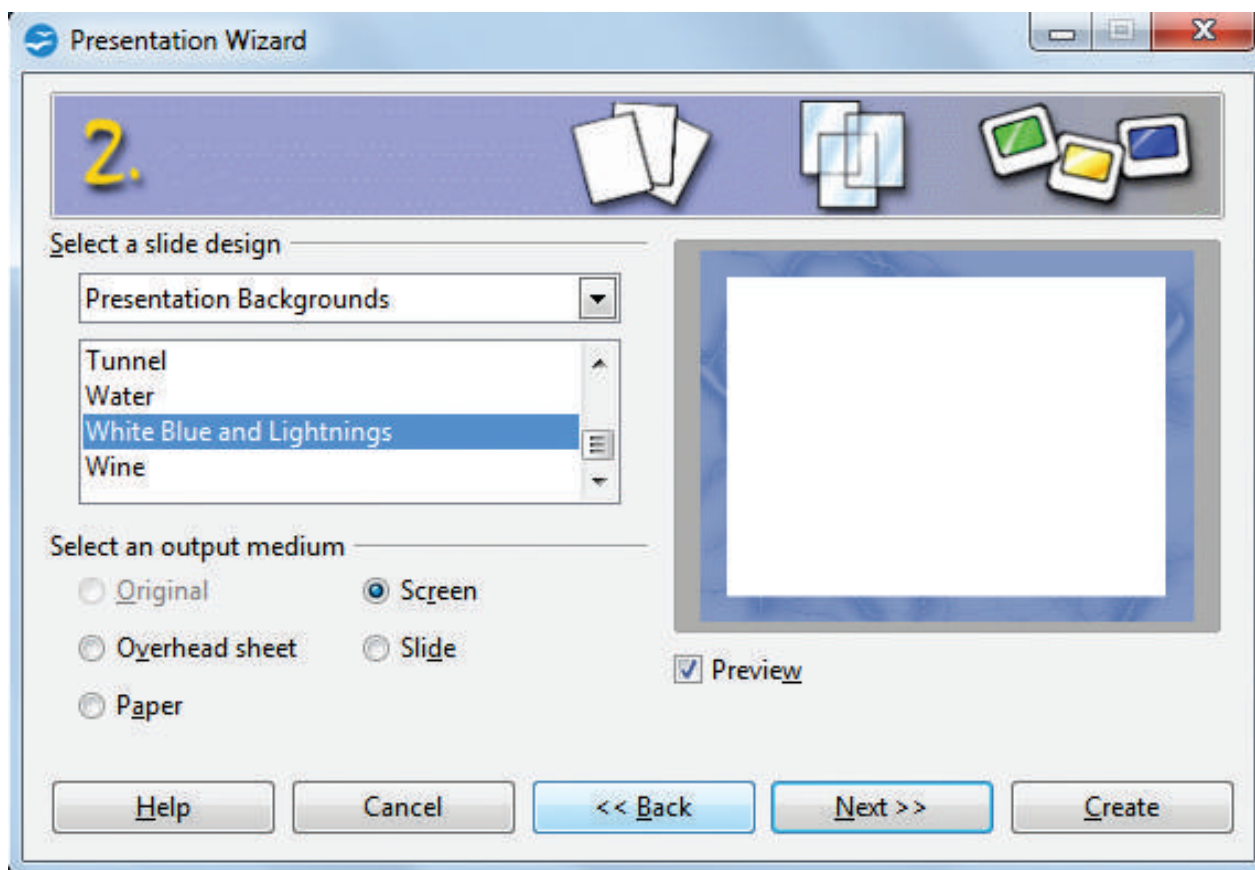 Presentation Wizard
2.
Select a slide design
Presentation Backgrounds
Tunnel
Water
White Blue and Lightnings
Wine
Select an output medium
Original
Screen
Overhead sheet
Slide
Paper
Preview
Help
Cancel
<< Back
Next >>
Create